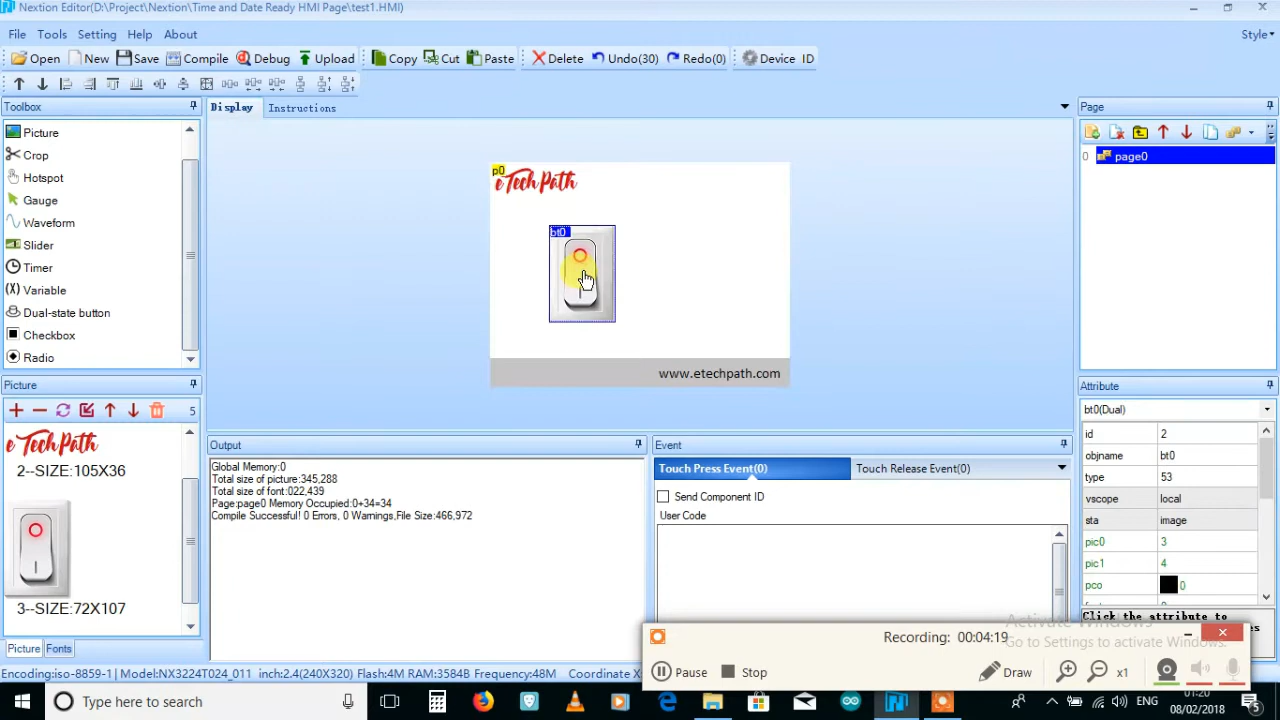 Nextion Editor(D:\Project\Nextion\Time and Date Ready HMI Page\test1.HMI)
File Tools Setting Help About Style
Open New Save Compile Debug Upload Copy Cut Paste Delete Undo(30) Redo(0) Device ID
Toolbox
Picture
Crop
Hotspot
Gauge
Waveform
Slider
Timer
(X) Variable
Dual-state button
Checkbox
Radio
Picture
5
eTechPath
2--SIZE:105X36
3--SIZE:72X107
Picture Fonts
Display Instructions
p0
eTechPath
bt0
www.etechpath.com
Output
Global Memory:0
Total size of picture:345,288
Total size of font:022,439
Page:page0 Memory Occupied:0+34=34
Compile Successful! 0 Errors, 0 Warnings,File Size:466,972
Event
Touch Press Event(0) Touch Release Event(0)
Send Component ID
User Code
Page
0 page0
Attribute
bt0(Dual)
id 2
objname bt0
type 53
vscope local
sta image
pic0 3
pic1 4
pco 0
Click the attribute to
Activate Windows
Go to Settings to activate Windows.
Recording: 00:04:19
Pause Stop Draw x1
Encoding:iso-8859-1 Model:NX3224T024_011 inch:2.4(240X320) Flash:4M RAM:3584B Frequency:48M Coordinate X
Type here to search
ENG
01:20
08/02/2018
5